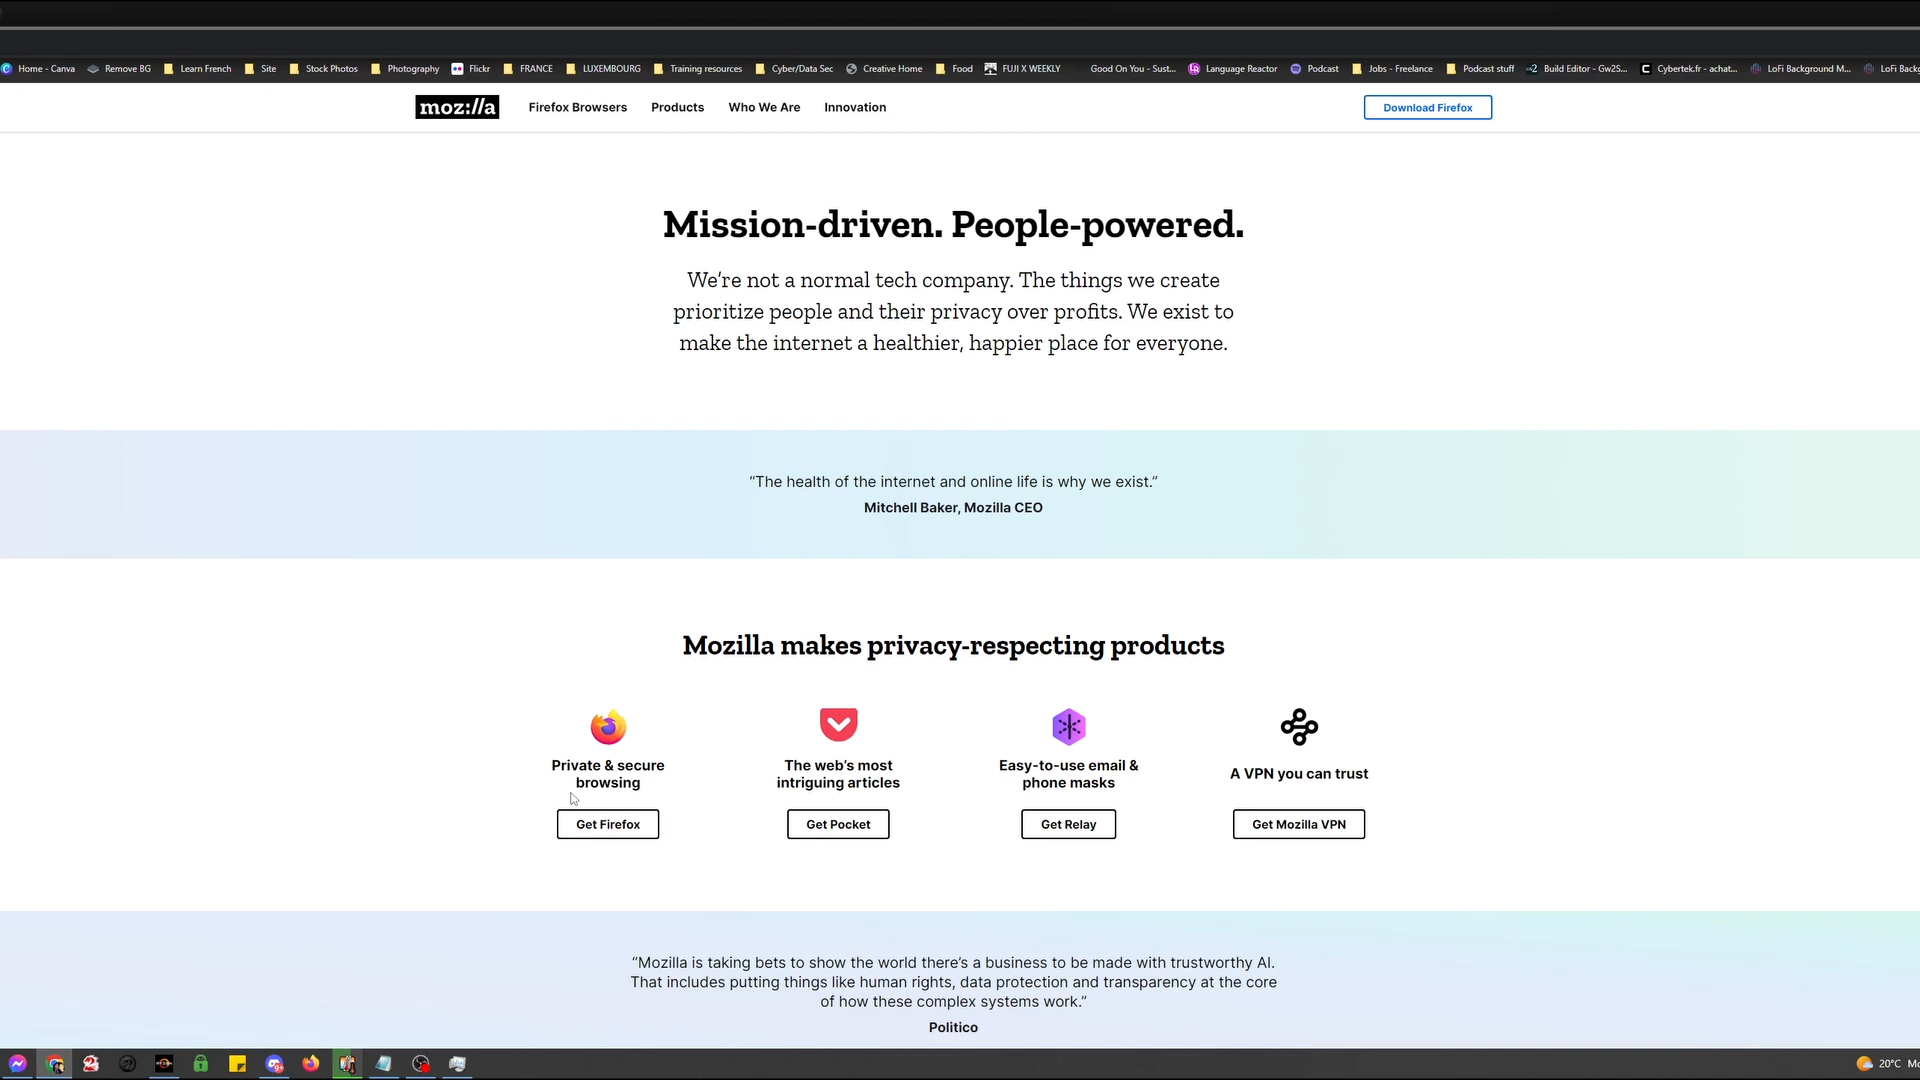 Home - Canva Remove BG Learn French Site Stock Photos Photography Flickr FRANCE LUXEMBOURG Training resources Cyber/Data Sec Creative Home Food FUJI X WEEKLY Good On You - Sust... Language Reactor Podcast Jobs - Freelance Podcast stuff Build Editor - Gw2S... Cybertek.fr - achat... LoFi Background M... LoFi Back
moz://a Firefox Browsers Products Who We Are Innovation Download Firefox
Mission-driven. People-powered.
We’re not a normal tech company. The things we create
prioritize people and their privacy over profits. We exist to
make the internet a healthier, happier place for everyone.
“The health of the internet and online life is why we exist.”
Mitchell Baker, Mozilla CEO
Mozilla makes privacy-respecting products
Private & secure
browsing
Get Firefox
The web’s most
intriguing articles
Get Pocket
Easy-to-use email &
phone masks
Get Relay
A VPN you can trust
Get Mozilla VPN
“Mozilla is taking bets to show the world there’s a business to be made with trustworthy AI.
That includes putting things like human rights, data protection and transparency at the core
of how these complex systems work.”
Politico
20°C